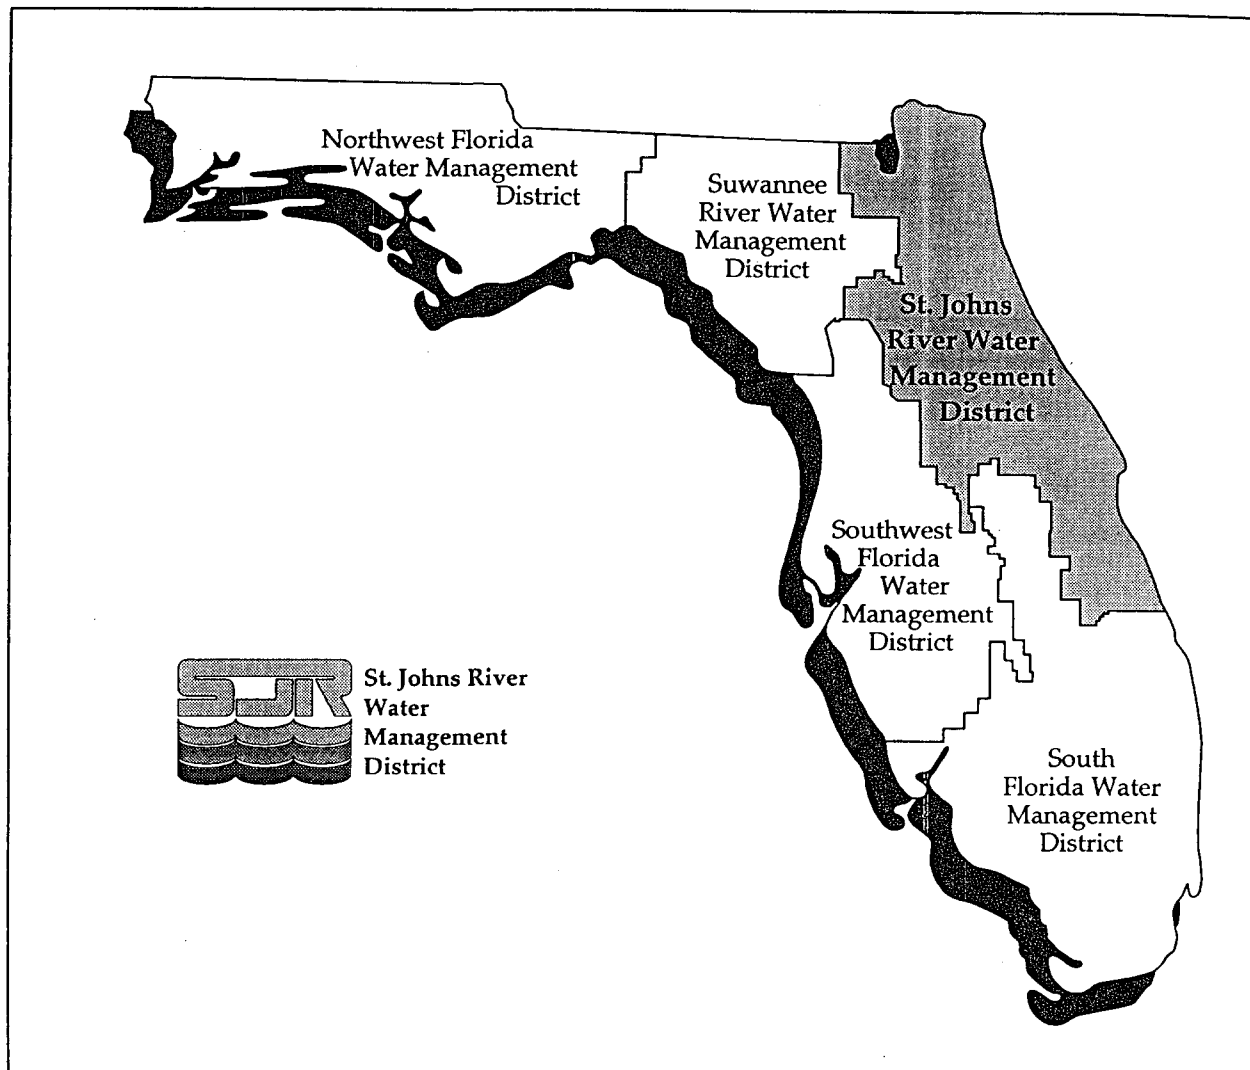 Northwest Florida
Water Management
District
Suwannee
River Water
Management
District
St. Johns
River Water
Management
District
Southwest
Florida
Water
Management
District
SJR
St. Johns River
Water
Management
District
South
Florida Water
Management
District